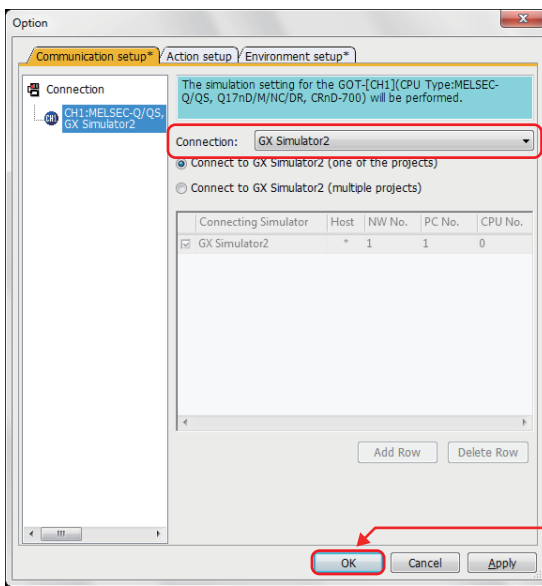 Option
Communication setup* Action setup Environment setup*
Connection
CH1 CH1:MELSEC-Q/QS,
GX Simulator2
The simulation setting for the GOT-[CH1](CPU Type:MELSEC-
Q/QS, Q17nD/M/NC/DR, CRnD-700) will be performed.
Connection: GX Simulator2
Connect to GX Simulator2 (one of the projects)
Connect to GX Simulator2 (multiple projects)
Connecting Simulator Host NW No. PC No. CPU No.
GX Simulator2 * 1 1 0
Add Row Delete Row
OK Cancel Apply